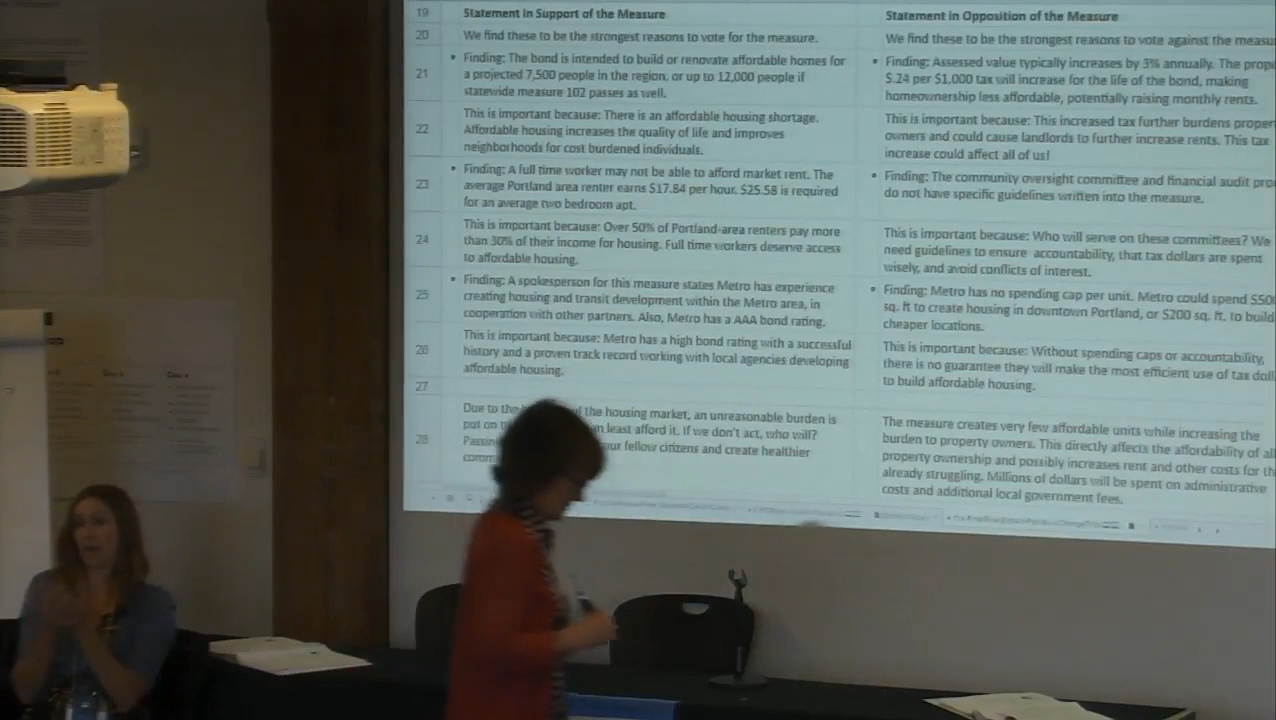 19
Statement in Support of the Measure
20
We find these to be the strongest reasons to vote for the measure.
21
• Finding: The bond is intended to build or renovate affordable homes for
a projected 7,500 people in the region, or up to 12,000 people if
statewide measure 102 passes as well.
22
This is important because: There is an affordable housing shortage.
Affordable housing increases the quality of life and improves
neighborhoods for cost burdened individuals.
23
• Finding: A full time worker may not be able to afford market rent. The
average Portland area renter earns $17.84 per hour. $25.58 is required
for an average two bedroom apt.
24
This is important because: Over 50% of Portland-area renters pay more
than 30% of their income for housing. Full time workers deserve access
to affordable housing.
25
• Finding: A spokesperson for this measure states Metro has experience
creating housing and transit development within the Metro area, in
cooperation with other partners. Also, Metro has a AAA bond rating.
26
This is important because: Metro has a high bond rating with a successful
history and a proven track record working with local agencies developing
affordable housing.
27
28
Due to the of the housing market, an unreasonable burden is
put on least afford it. If we don't act, who will?
Passing our fellow citizens and create healthier
Statement in Opposition of the Measure
We find these to be the strongest reasons to vote against the measu
• Finding: Assessed value typically increases by 3% annually. The prop
$.24 per $1,000 tax will increase for the life of the bond, making
homeownership less affordable, potentially raising monthly rents.
This is important because: This increased tax further burdens proper
owners and could cause landlords to further increase rents. This tax
increase could affect all of us!
• Finding: The community oversight committee and financial audit pro
do not have specific guidelines written into the measure.
This is important because: Who will serve on these committees? We
need guidelines to ensure accountability, that tax dollars are spent
wisely, and avoid conflicts of interest.
• Finding: Metro has no spending cap per unit. Metro could spend $500
sq. ft to create housing in downtown Portland, or $200 sq. ft. to build
cheaper locations.
This is important because: Without spending caps or accountability,
there is no guarantee they will make the most efficient use of tax doll
to build affordable housing.
The measure creates very few affordable units while increasing the
burden to property owners. This directly affects the affordability of all
property ownership and possibly increases rent and other costs for th
already struggling. Millions of dollars will be spent on administrative
costs and additional local government fees.